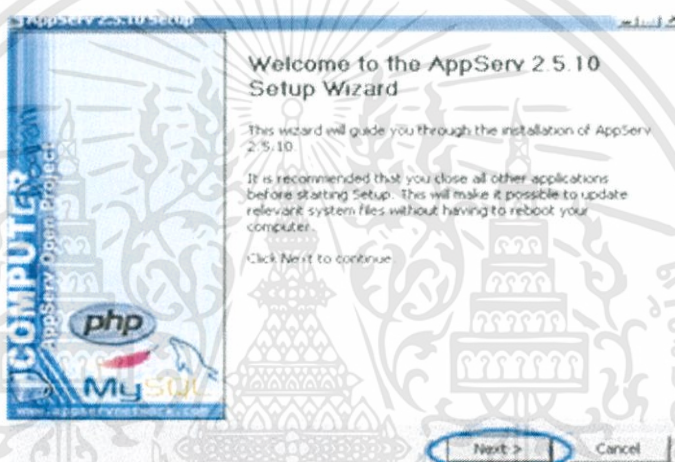 AppServ 2.5.10 Setup
Welcome to the AppServ 2.5.10
Setup Wizard
This wizard will guide you through the installation of AppServ
2.5.10.
It is recommended that you close all other applications
before starting Setup. This will make it possible to update
relevant system files without having to reboot your
computer.
Click Next to continue.
COMPUTER
AppServ Open Project
php
MySQL
www.appservnetwork.com
Next >
Cancel